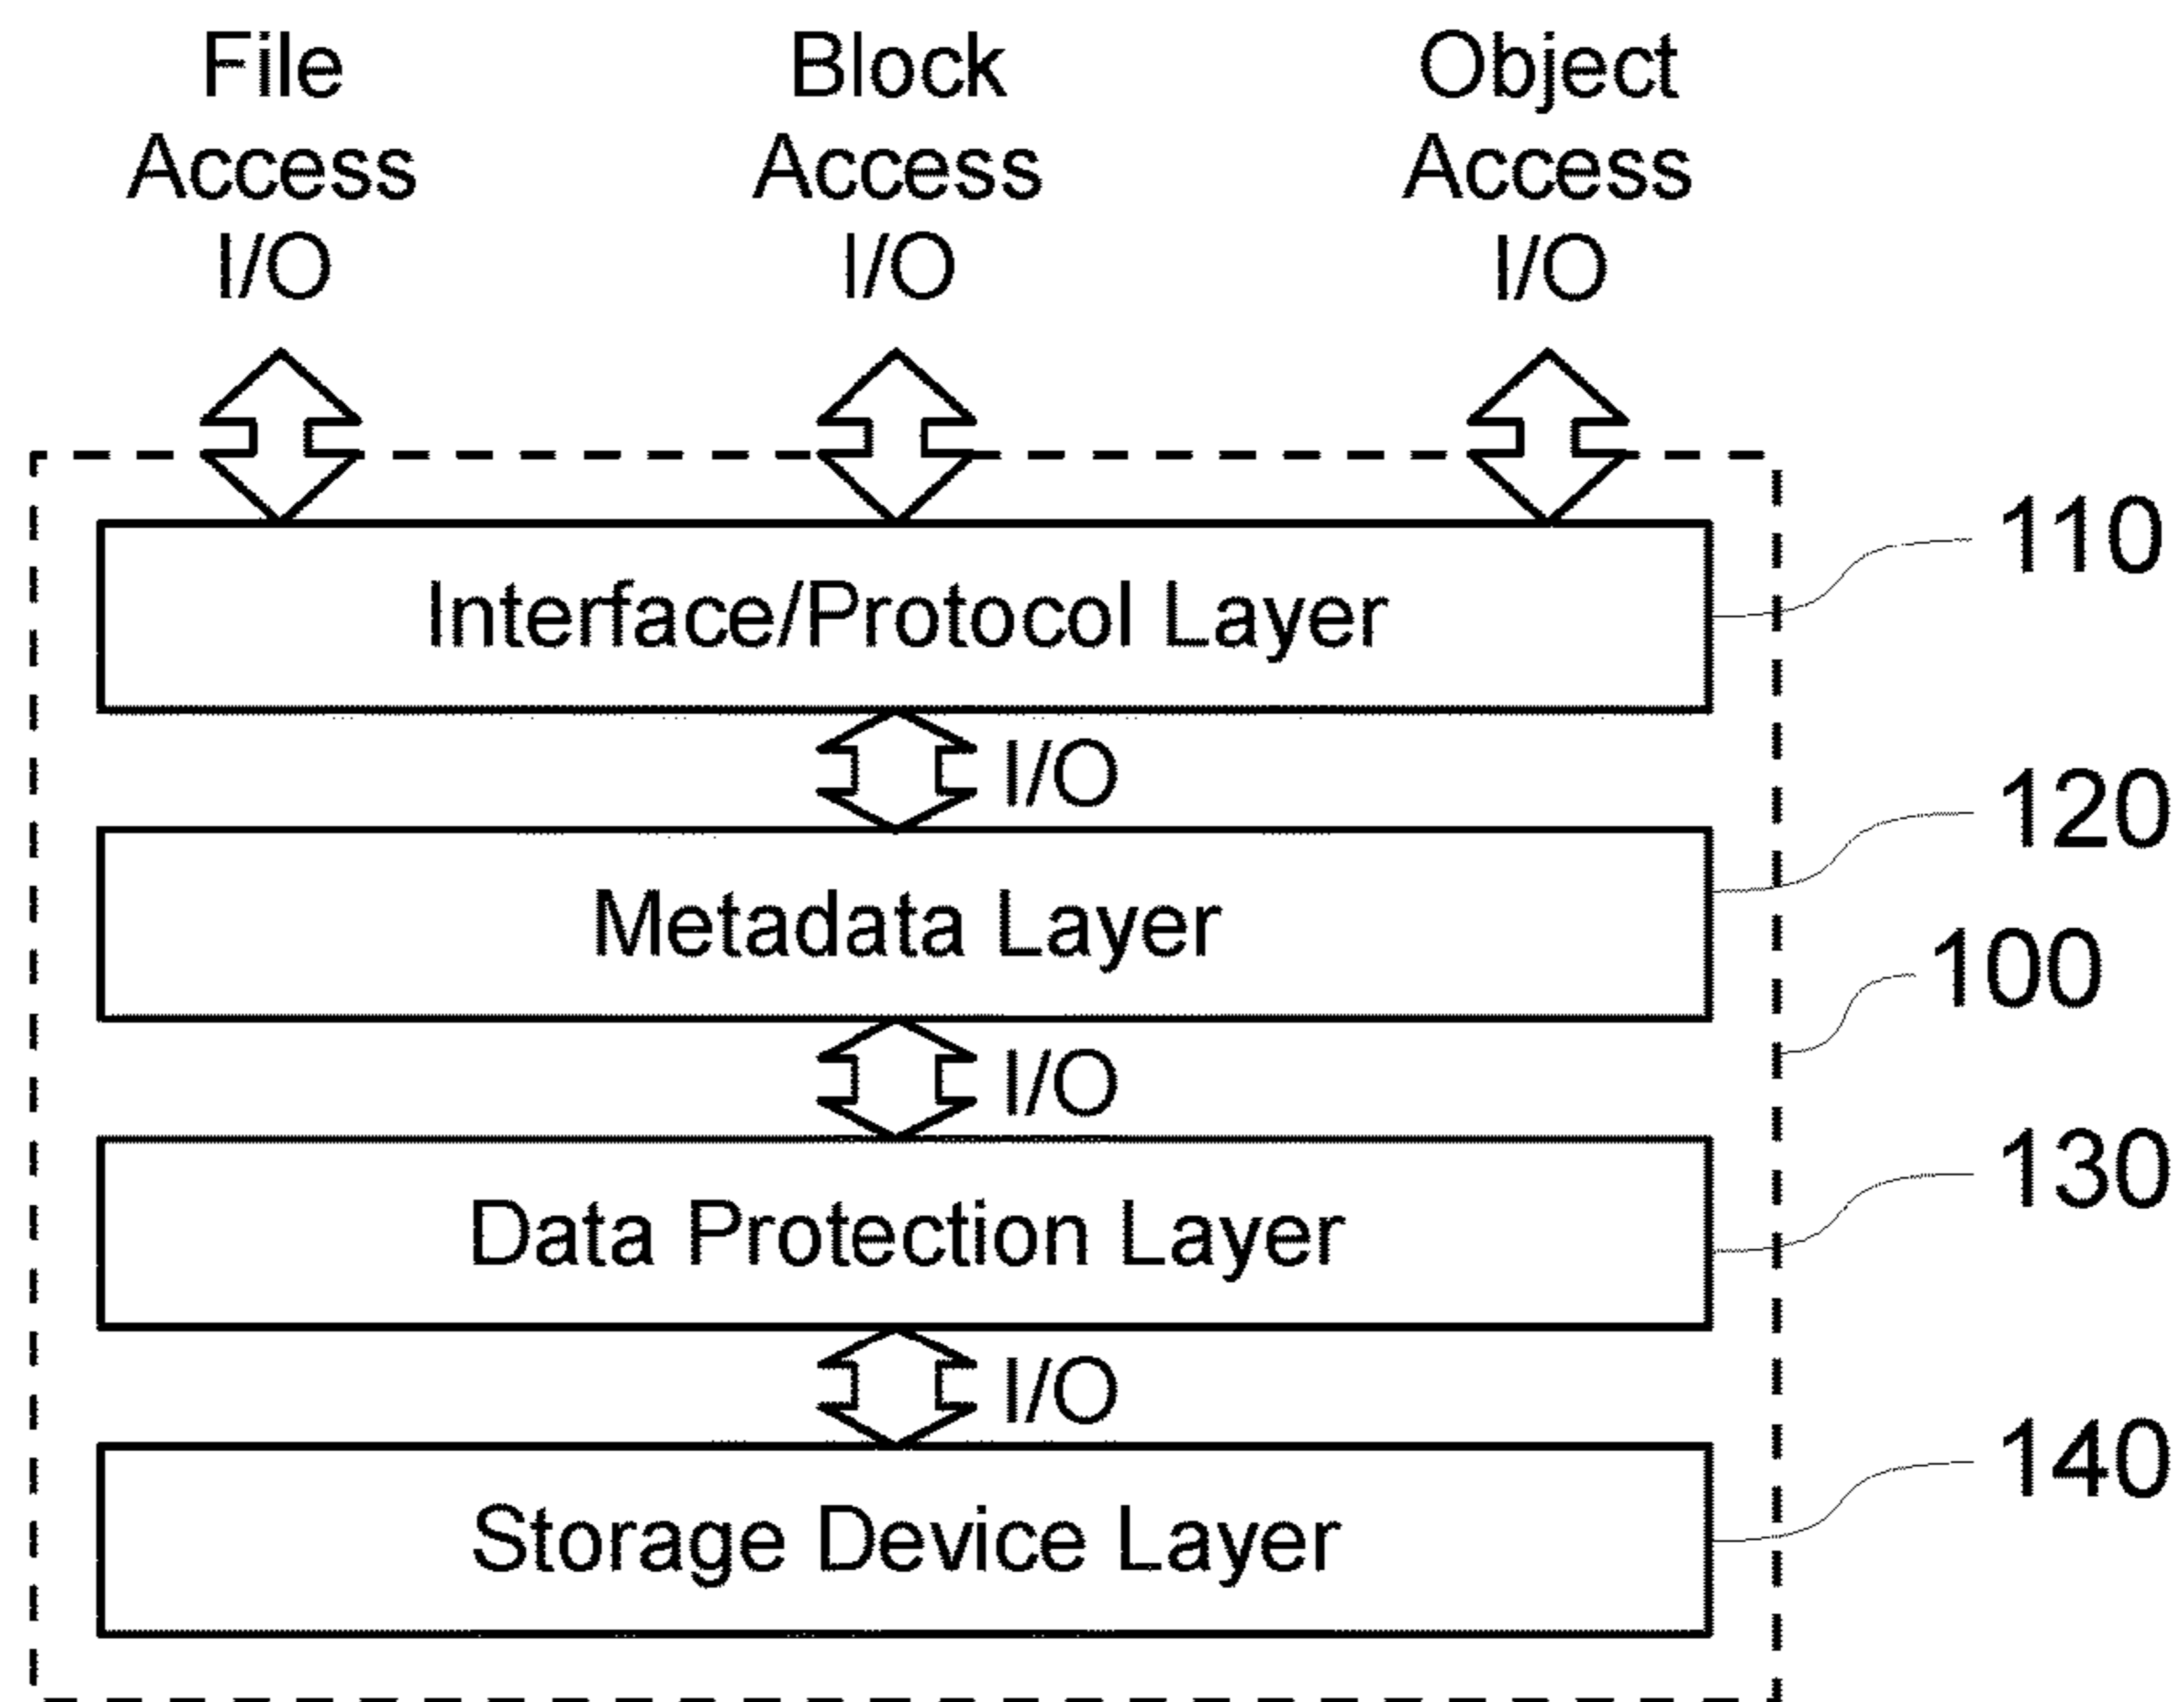 File
Access
I/O
Block
Access
I/O
Object
Access
I/O
Interface/Protocol Layer
110
I/O
Metadata Layer
120
100
I/O
Data Protection Layer
130
I/O
Storage Device Layer
140